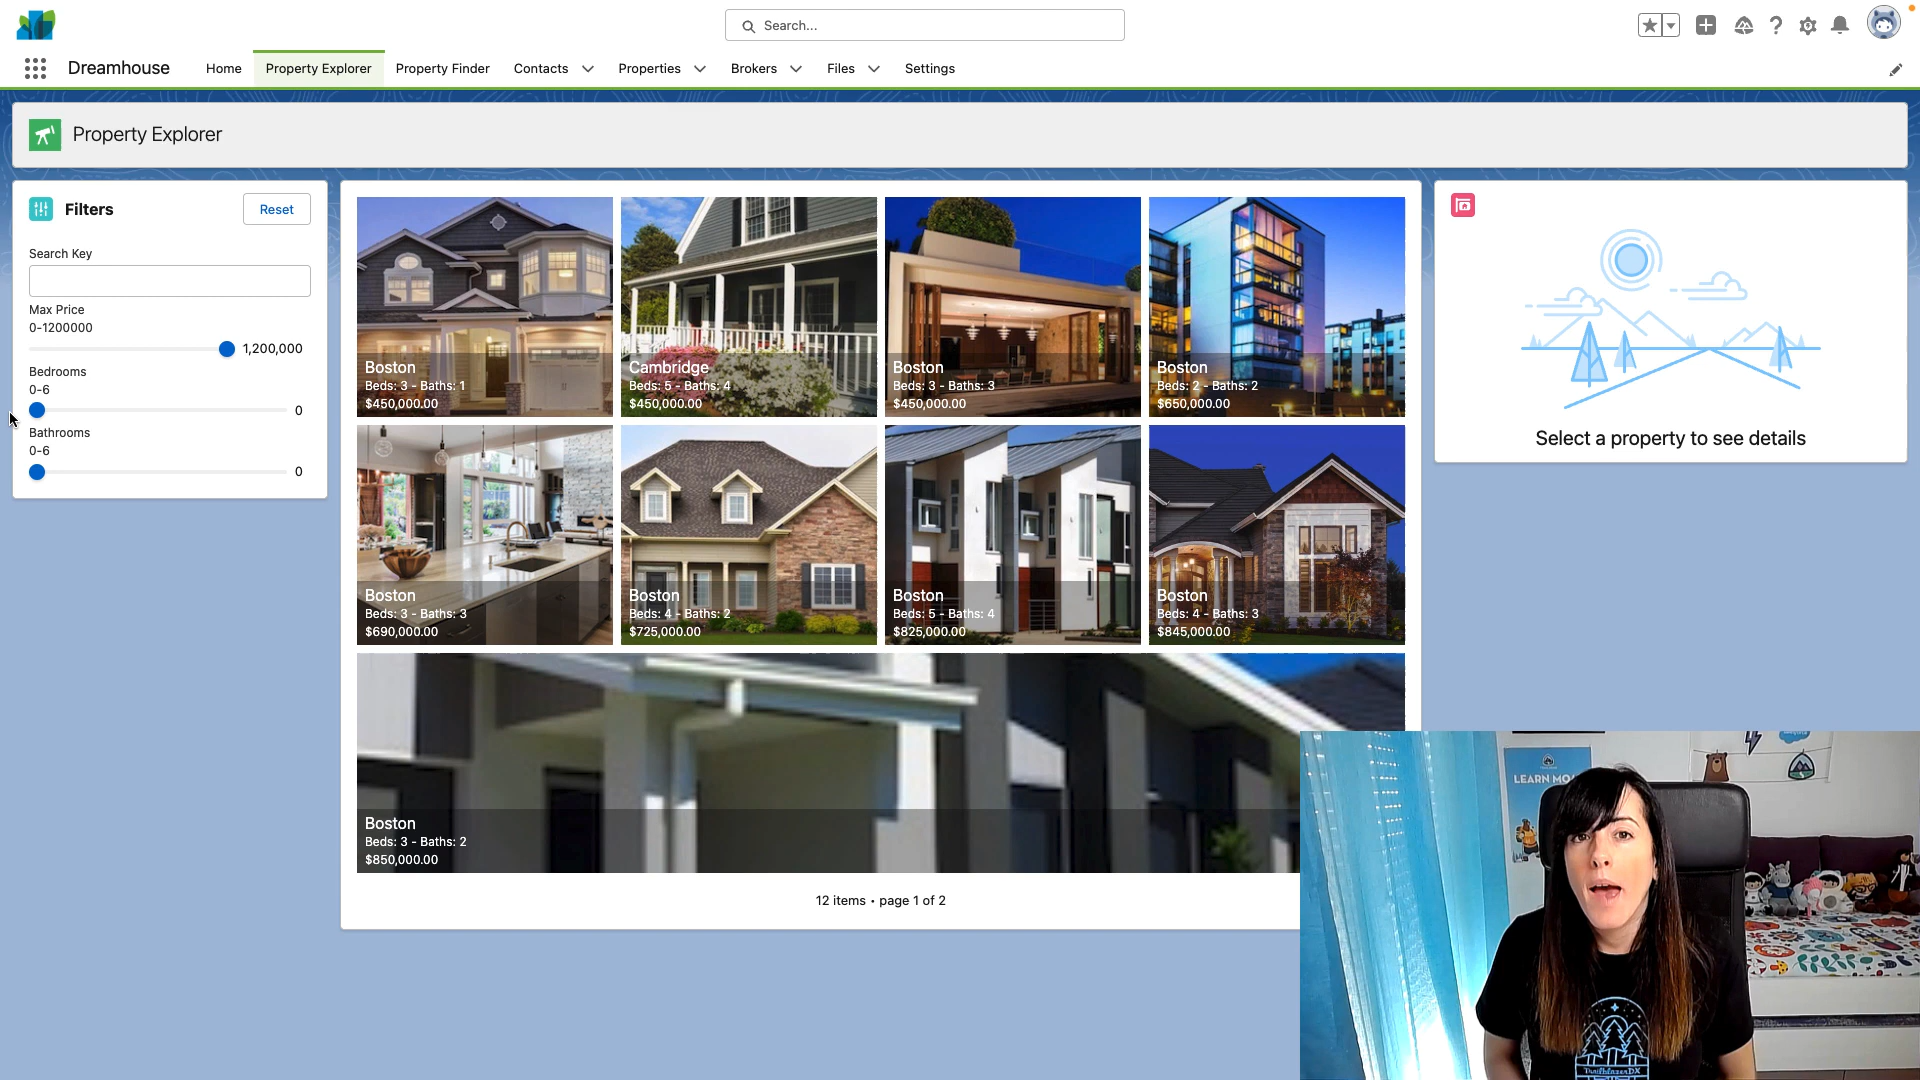 Search...
Dreamhouse
Home
Property Explorer
Property Finder
Contacts
Properties
Brokers
Files
Settings
Property Explorer
Filters
Reset
Search Key
Max Price
0-1200000
1,200,000
Bedrooms
0-6
0
Bathrooms
0-6
0
Boston
Beds: 3 - Baths: 1
$450,000.00
Cambridge
Beds: 5 - Baths: 4
$450,000.00
Boston
Beds: 3 - Baths: 3
$450,000.00
Boston
Beds: 2 - Baths: 2
$650,000.00
Boston
Beds: 3 - Baths: 3
$690,000.00
Boston
Beds: 4 - Baths: 2
$725,000.00
Boston
Beds: 5 - Baths: 4
$825,000.00
Boston
Beds: 4 - Baths: 3
$845,000.00
Boston
Beds: 3 - Baths: 2
$850,000.00
12 items • page 1 of 2
Select a property to see details
LEARN
TrailblazerDX